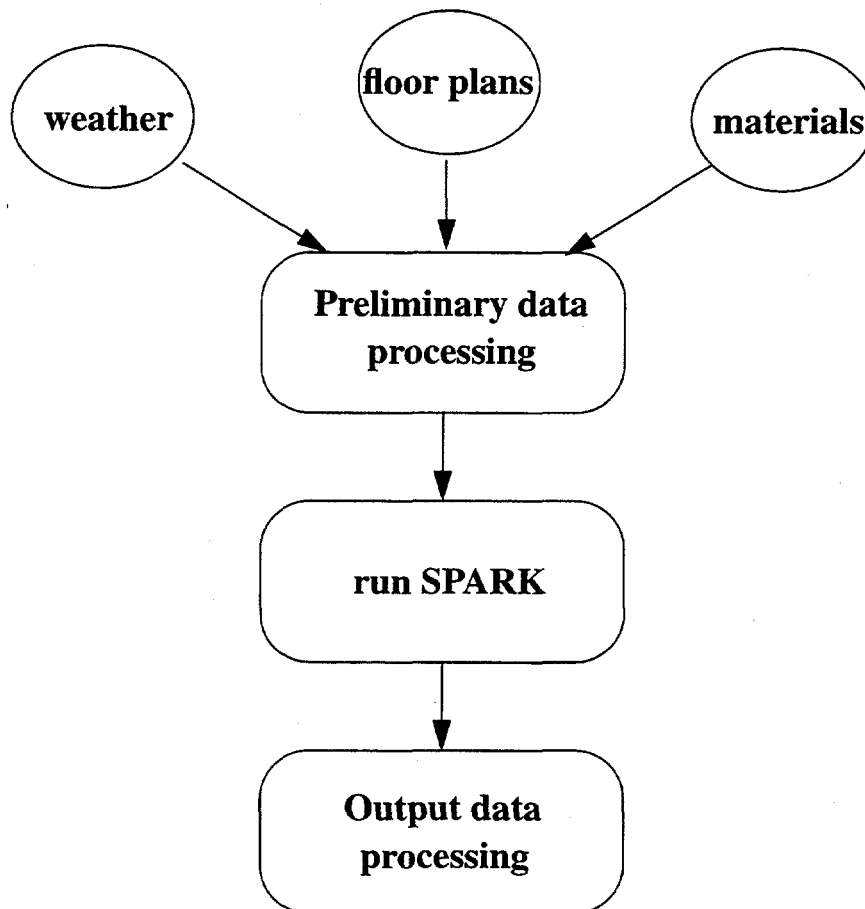 weather
floor plans
materials
Preliminary data
processing
run SPARK
Output data
processing